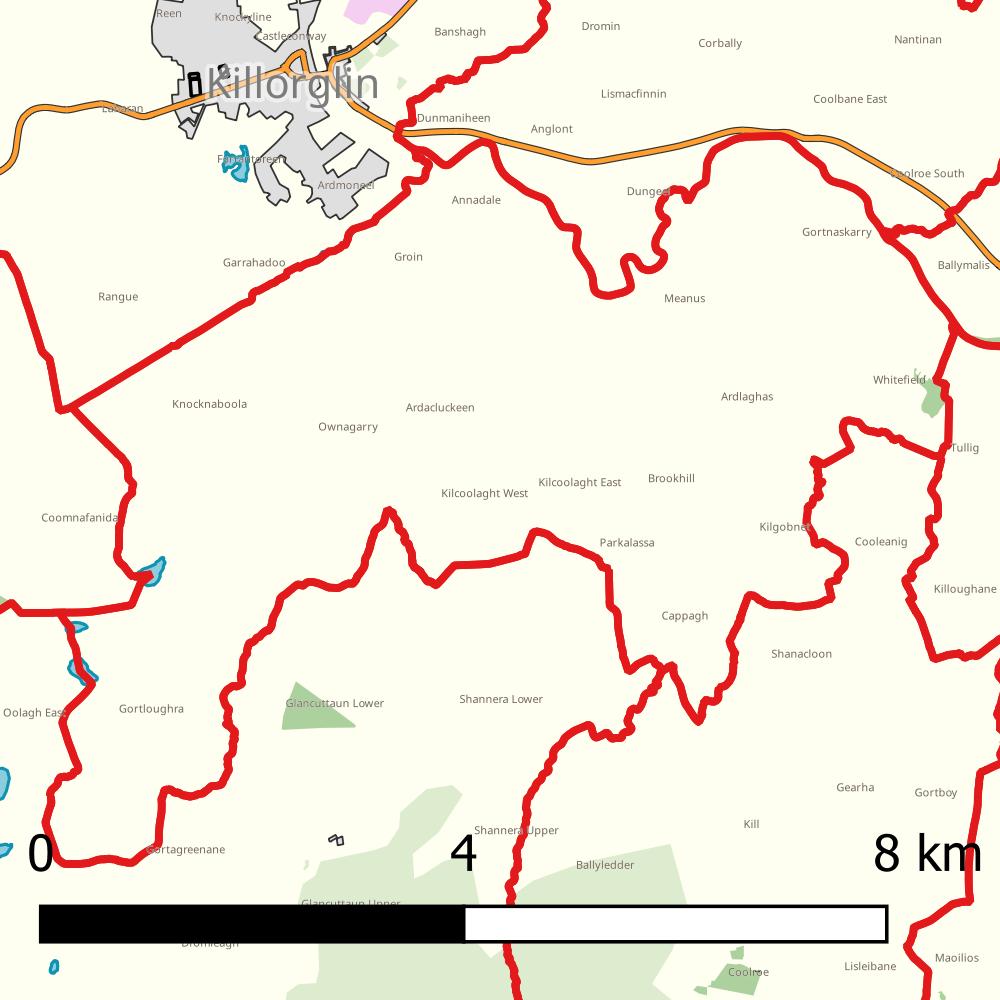 Reen
Knockyline
Castleconway
Banshagh
Dromin
Corbally
Nantinan
Killorglin
Laharan
Lismacfinnin
Coolbane East
Dunmaniheen
Anglont
Farrantoreen
Ardmoneel
Annadale
Dungeel
Coolroe South
Gortnaskarry
Garrahadoo
Groin
Ballymalis
Rangue
Meanus
Knocknaboola
Ardacluckeen
Ardlaghas
Whitefield
Ownagarry
Tullig
Kilcoolaght West
Kilcoolaght East
Brookhill
Coomnafanida
Parkalassa
Kilgobnet
Cooleanig
Killoughane
Cappagh
Shanacloon
Oolagh East
Gortloughra
Glancuttaun Lower
Shannera Lower
Gearha
Gortboy
Shannera Upper
Kill
Gortagreenane
Ballyledder
0
4
8 km
Glancuttaun Upper
Dromleagh
Coolroe
Lisleibane
Maoilios